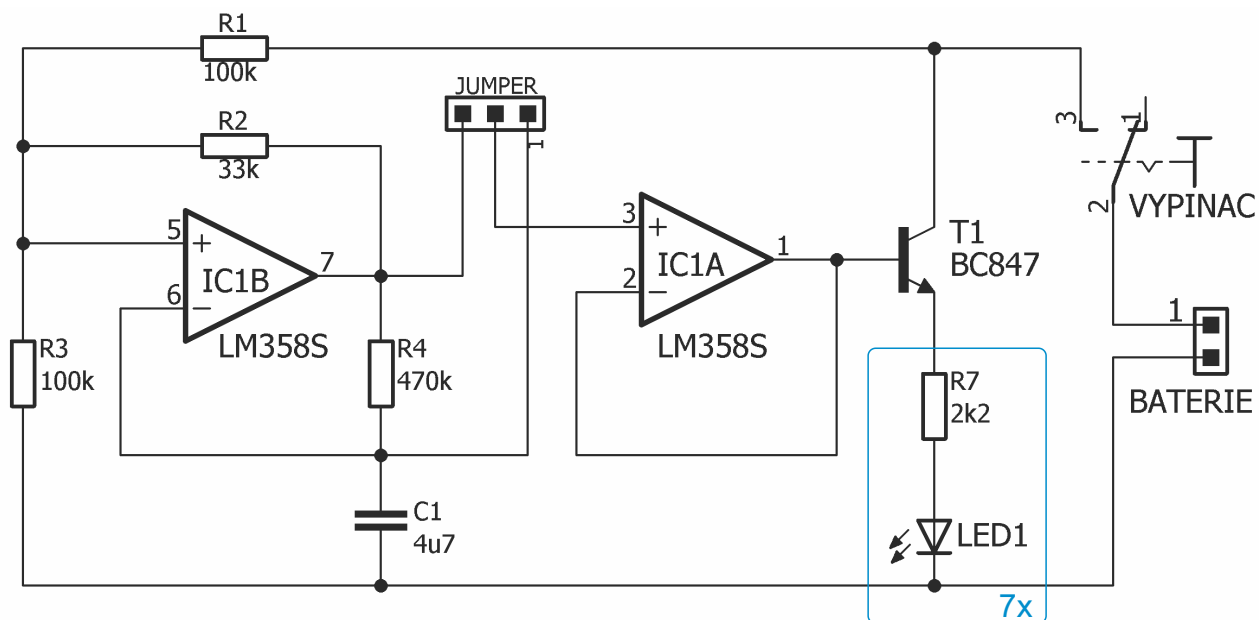 R1
100k
JUMPER
1
R2
33k
3
1
2
VYPINAC
5
+
6
−
7
IC1B
LM358S
3
+
2
−
1
IC1A
LM358S
T1
BC847
R3
100k
R4
470k
1
BATERIE
R7
2k2
C1
4u7
LED1
7x